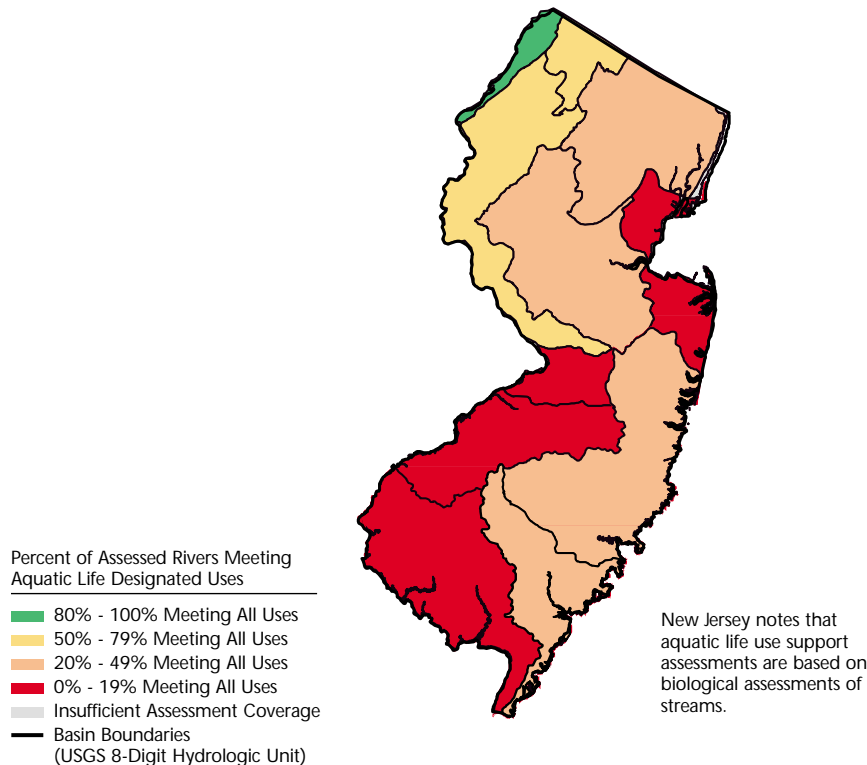 Percent of Assessed Rivers Meeting
Aquatic Life Designated Uses
80% - 100% Meeting All Uses
50% - 79% Meeting All Uses
20% - 49% Meeting All Uses
0% - 19% Meeting All Uses
Insufficient Assessment Coverage
Basin Boundaries
(USGS 8-Digit Hydrologic Unit)
New Jersey notes that
aquatic life use support
assessments are based on
biological assessments of
streams.